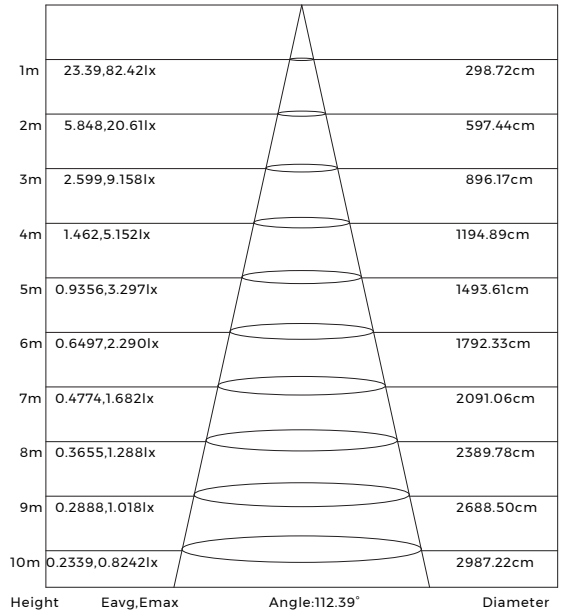 1m 23.39,82.42lx 298.72cm
2m 5.848,20.61lx 597.44cm
3m 2.599,9.158lx 896.17cm
4m 1.462,5.152lx 1194.89cm
5m 0.9356,3.297lx 1493.61cm
6m 0.6497,2.290lx 1792.33cm
7m 0.4774,1.682lx 2091.06cm
8m 0.3655,1.288lx 2389.78cm
9m 0.2888,1.018lx 2688.50cm
10m 0.2339,0.8242lx 2987.22cm
Height Eavg,Emax Angle:112.39° Diameter